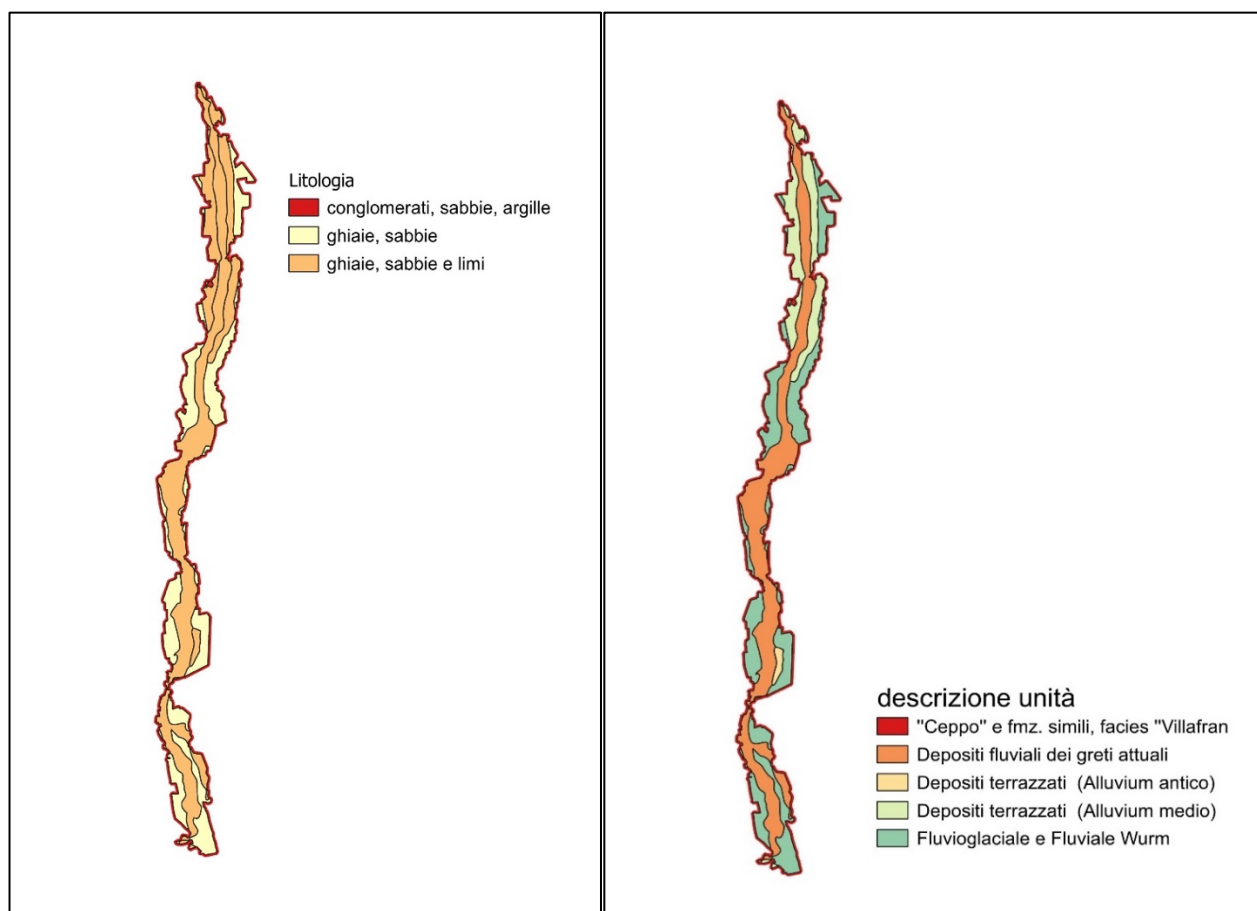 Litologia
conglomerati, sabbie, argille
ghiaie, sabbie
ghiaie, sabbie e limi
descrizione unità
"Ceppo" e fmz. simili, facies "Villafran
Depositi fluviali dei greti attuali
Depositi terrazzati (Alluvium antico)
Depositi terrazzati (Alluvium medio)
Fluvioglaciale e Fluviale Wurm